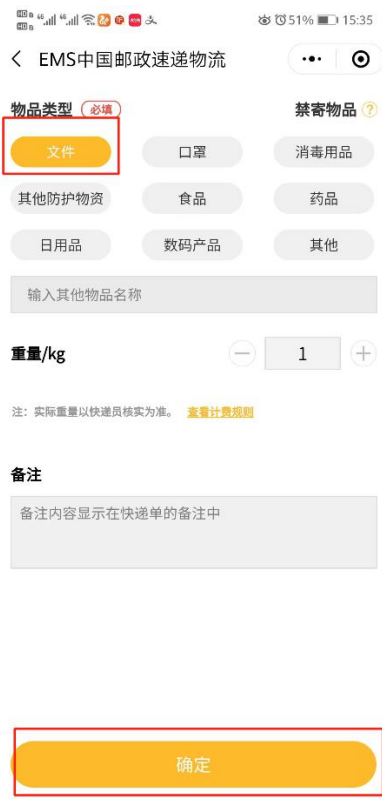 51% 15:35
EMS中国邮政速递物流
物品类型 必填 禁寄物品 ?
文件 口罩 消毒用品
其他防护物资 食品 药品
日用品 数码产品 其他
输入其他物品名称
重量/kg 1
注：实际重量以快递员核实为准。 查看计费规则
备注
备注内容显示在快递单的备注中
确定